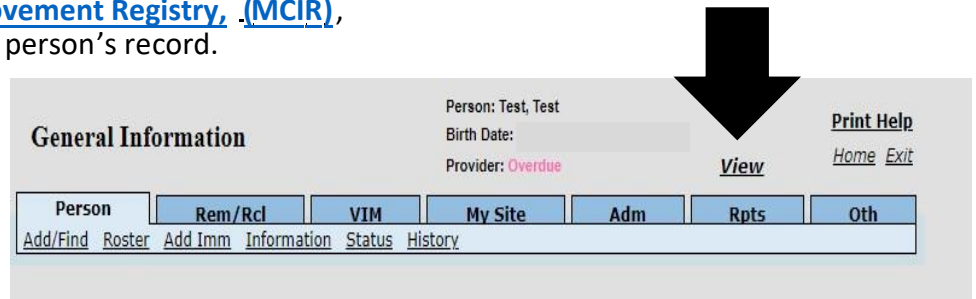 ovement Registry, (MCIR),
person's record.
General Information
Person: Test, Test
Birth Date:
Provider: Overdue
View
Print Help
Home Exit
Person Rem/Rcl VIM My Site Adm Rpts Oth
Add/Find Roster Add Imm Information Status History